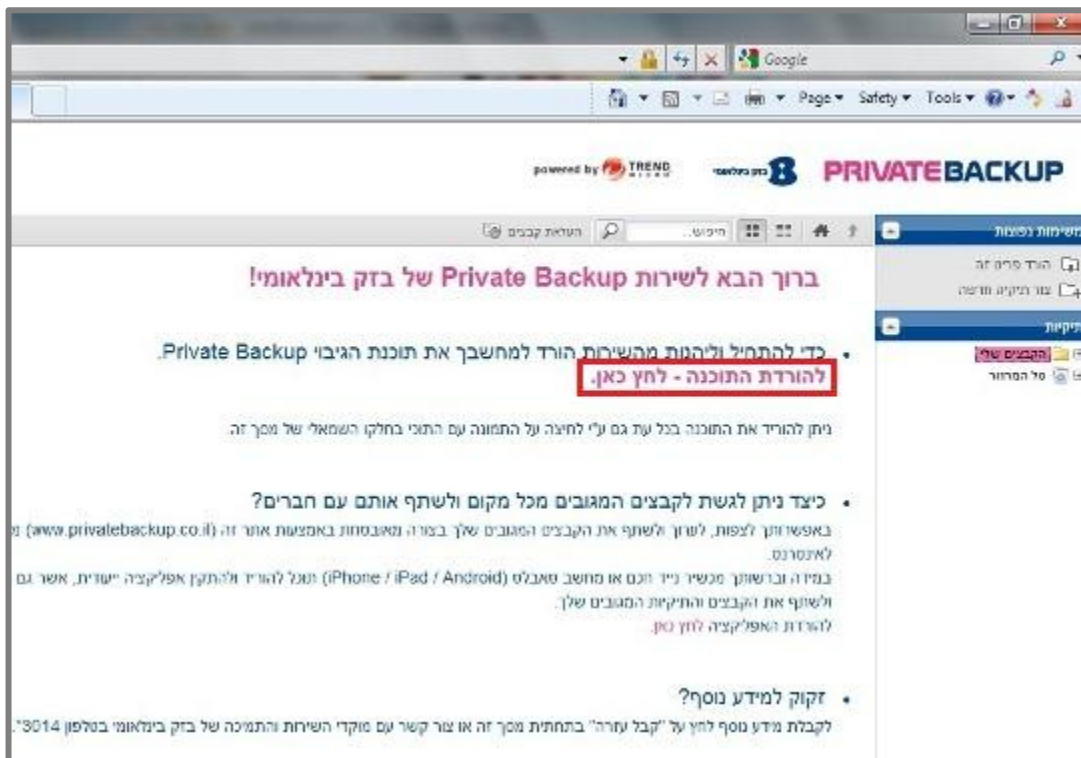 Google
Page Safety Tools
powered by TREND MICRO
בזק בינלאומי
PRIVATEBACKUP
משימות נפוצות
הורד פריט זה
צור תיקיה חדשה
תיקיות
הקבצים שלי
סל המחזור
חיפוש...
העלאת קבצים
ברוך הבא לשירות Private Backup של בזק בינלאומי!
• כדי להתחיל וליהנות מהשירות הורד למחשבך את תוכנת הגיבוי Private Backup.
להורדת התוכנה - לחץ כאן.
ניתן להוריד את התוכנה בכל עת גם ע"י לחיצה על התמונה עם התוכי בחלקו השמאלי של מסך זה.
• כיצד ניתן לגשת לקבצים המגובים מכל מקום ולשתף אותם עם חברים?
באפשרותך לצפות, לערוך ולשתף את הקבצים המגובים שלך בצורה מאובטחת באמצעות אתר זה (www.privatebackup.co.il)
לאינטרנט.
במידה וברשותך מכשיר נייד חכם או מחשב טאבלט (iPhone / iPad / Android) תוכל להוריד ולהתקין אפליקציה ייעודית, אשר גם
ולשתף את הקבצים והתיקיות המגובים שלך.
להורדת האפליקציה לחץ כאן.
• זקוק למידע נוסף?
לקבלת מידע נוסף לחץ על "קבל עזרה" בתחתית מסך זה או צור קשר עם מוקדי השירות והתמיכה של בזק בינלאומי בטלפון 3014*.